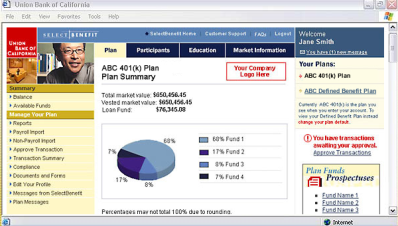 Union Bank of California
File Edit View Favorites Tools Help
UNION
BANK OF
CALIFORNIA
SELECT BENEFIT
SelectBenefit Home Customer Support FAQs Logout
Welcome
Jane Smith
You have (1) new message
Plan Participants Education Market Information
ABC 401(k) Plan
Plan Summary
Your Company
Logo Here
Total market value: $650,456.45
Vested market value: $650,456.45
Loan Fund: $76,345.08
Summary
Balance
Available Funds
Manage Your Plan
Reports
Payroll Import
Non-Payroll Import
Approve Transaction
Transaction Summary
Compliance
Documents and Forms
Edit Your Profile
Messages from SelectBenefit
Plan Messages
68%
7%
17%
8%
68% Fund 1
17% Fund 2
8% Fund 3
7% Fund 4
Percentages may not total 100% due to rounding.
Your Plans:
ABC 401(k) Plan
ABC Defined Benefit Plan
Currently ABC 401(k) is the plan you
see when you enter your account. To
view your Defined Benefit Plan instead
change your plan default.
You have transactions
awaiting your approval.
Approve Transactions
Plan Funds
Prospectuses
Fund Name 1
Fund Name 2
Fund Name 3
Internet